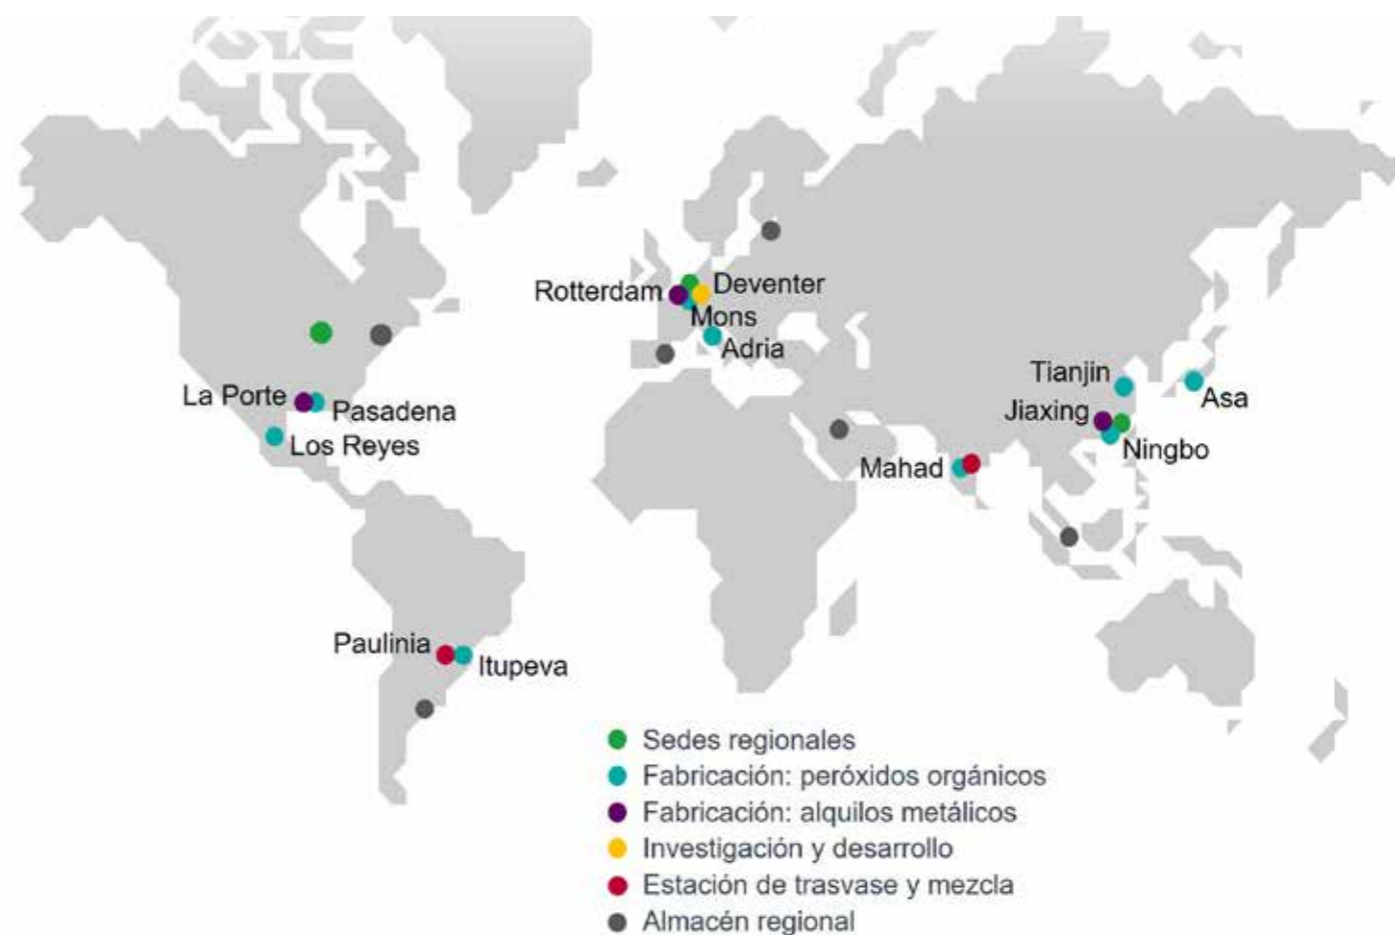 Rotterdam
Deventer
Mons
Adria
La Porte
Pasadena
Los Reyes
Tianjin
Asa
Jiaxing
Ningbo
Mahad
Paulinia
Itupeva
Sedes regionales
Fabricación: peróxidos orgánicos
Fabricación: alquilos metálicos
Investigación y desarrollo
Estación de trasvase y mezcla
Almacén regional